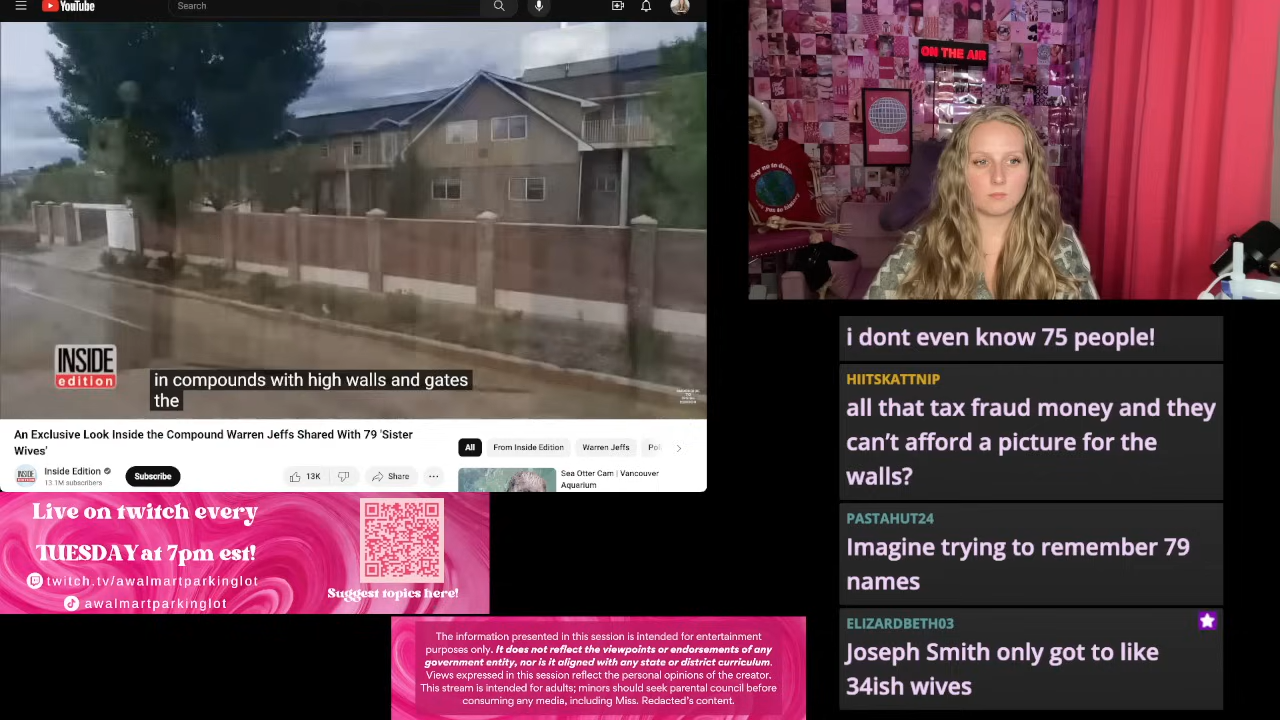 YouTube
Search
INSIDE
edition
in compounds with high walls and gates
the
An Exclusive Look Inside the Compound Warren Jeffs Shared With 79 'Sister
Wives'
Inside Edition
13.1M subscribers
Subscribe
13K
Share
All
From Inside Edition
Warren Jeffs
Sea Otter Cam | Vancouver
Aquarium
ON THE AIR
i dont even know 75 people!
HIITSKATTNIP
all that tax fraud money and they
can't afford a picture for the
walls?
PASTAHUT24
Imagine trying to remember 79
names
ELIZARDBETH03
Joseph Smith only got to like
34ish wives
Live on twitch every
TUESDAY at 7pm est!
twitch.tv/awalmartparkinglot
awalmartparkinglot
Suggest topics here!
The information presented in this session is intended for entertainment
purposes only. It does not reflect the viewpoints or endorsements of any
government entity, nor is it aligned with any state or district curriculum.
Views expressed in this session reflect the personal opinions of the creator.
This stream is intended for adults; minors should seek parental council before
consuming any media, including Miss. Redacted's content.